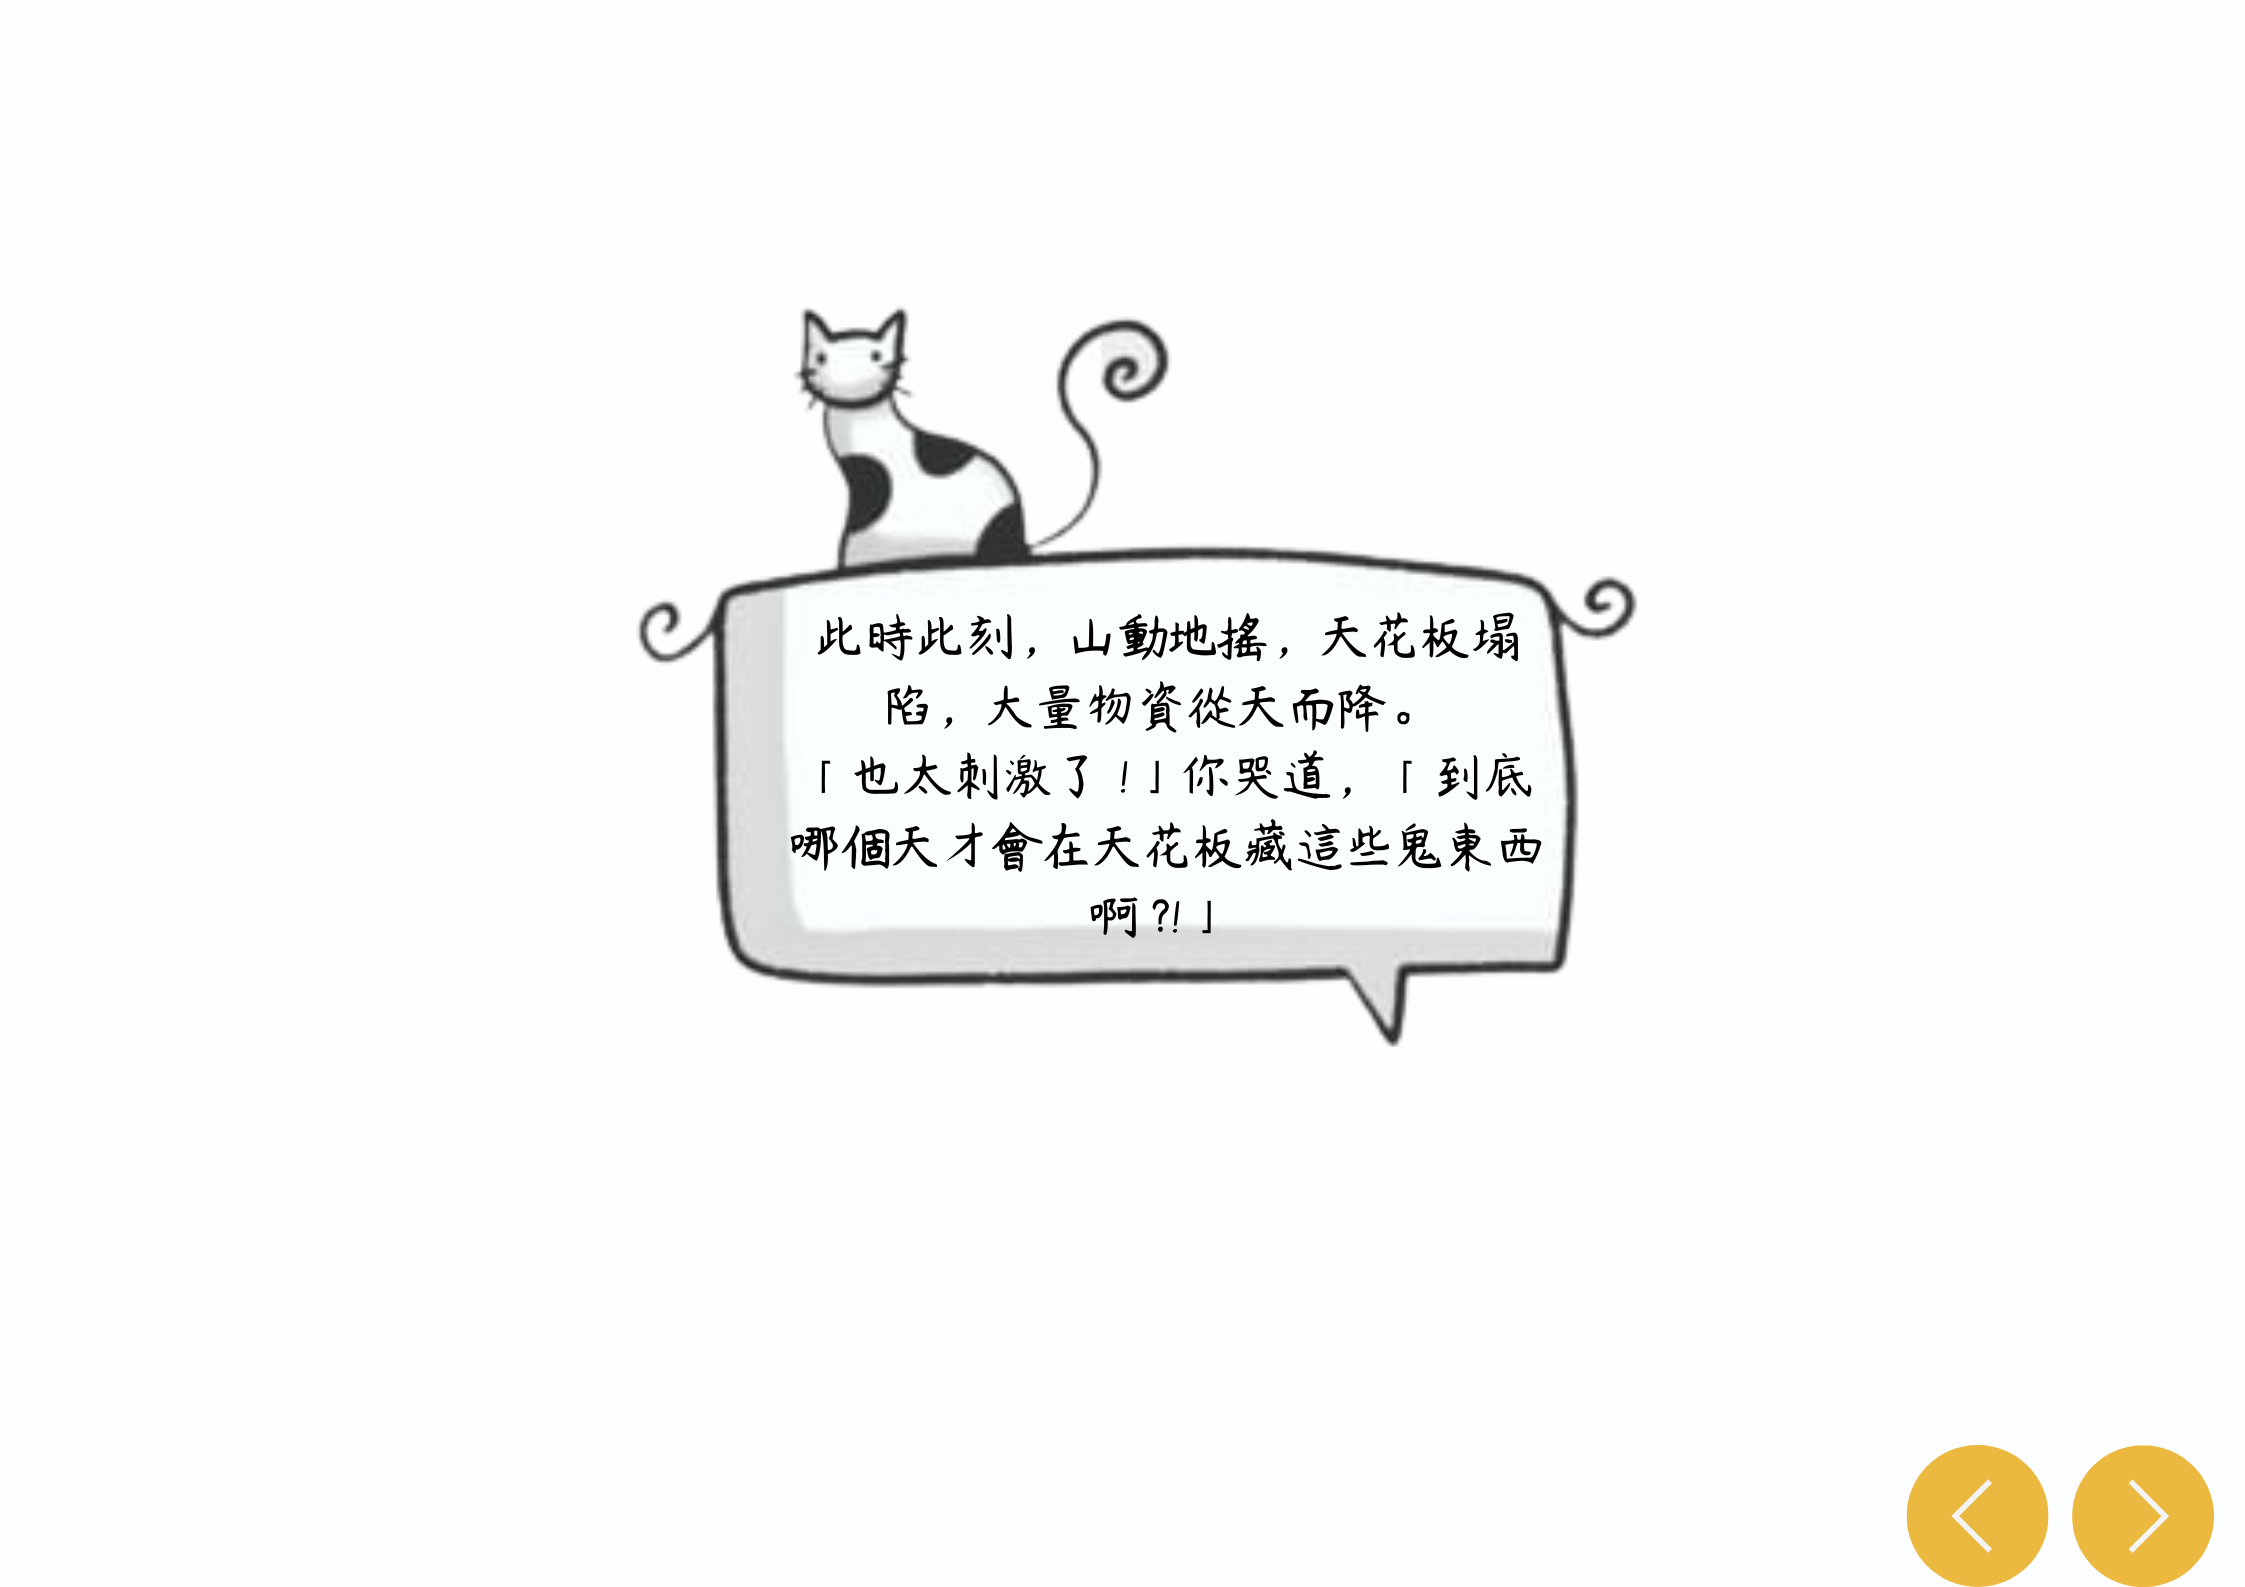 此時此刻，山動地搖，天花板塌
陷，大量物資從天而降。
「也太刺激了！」你哭道，「到底
哪個天才會在天花板藏這些鬼東西
啊？！」